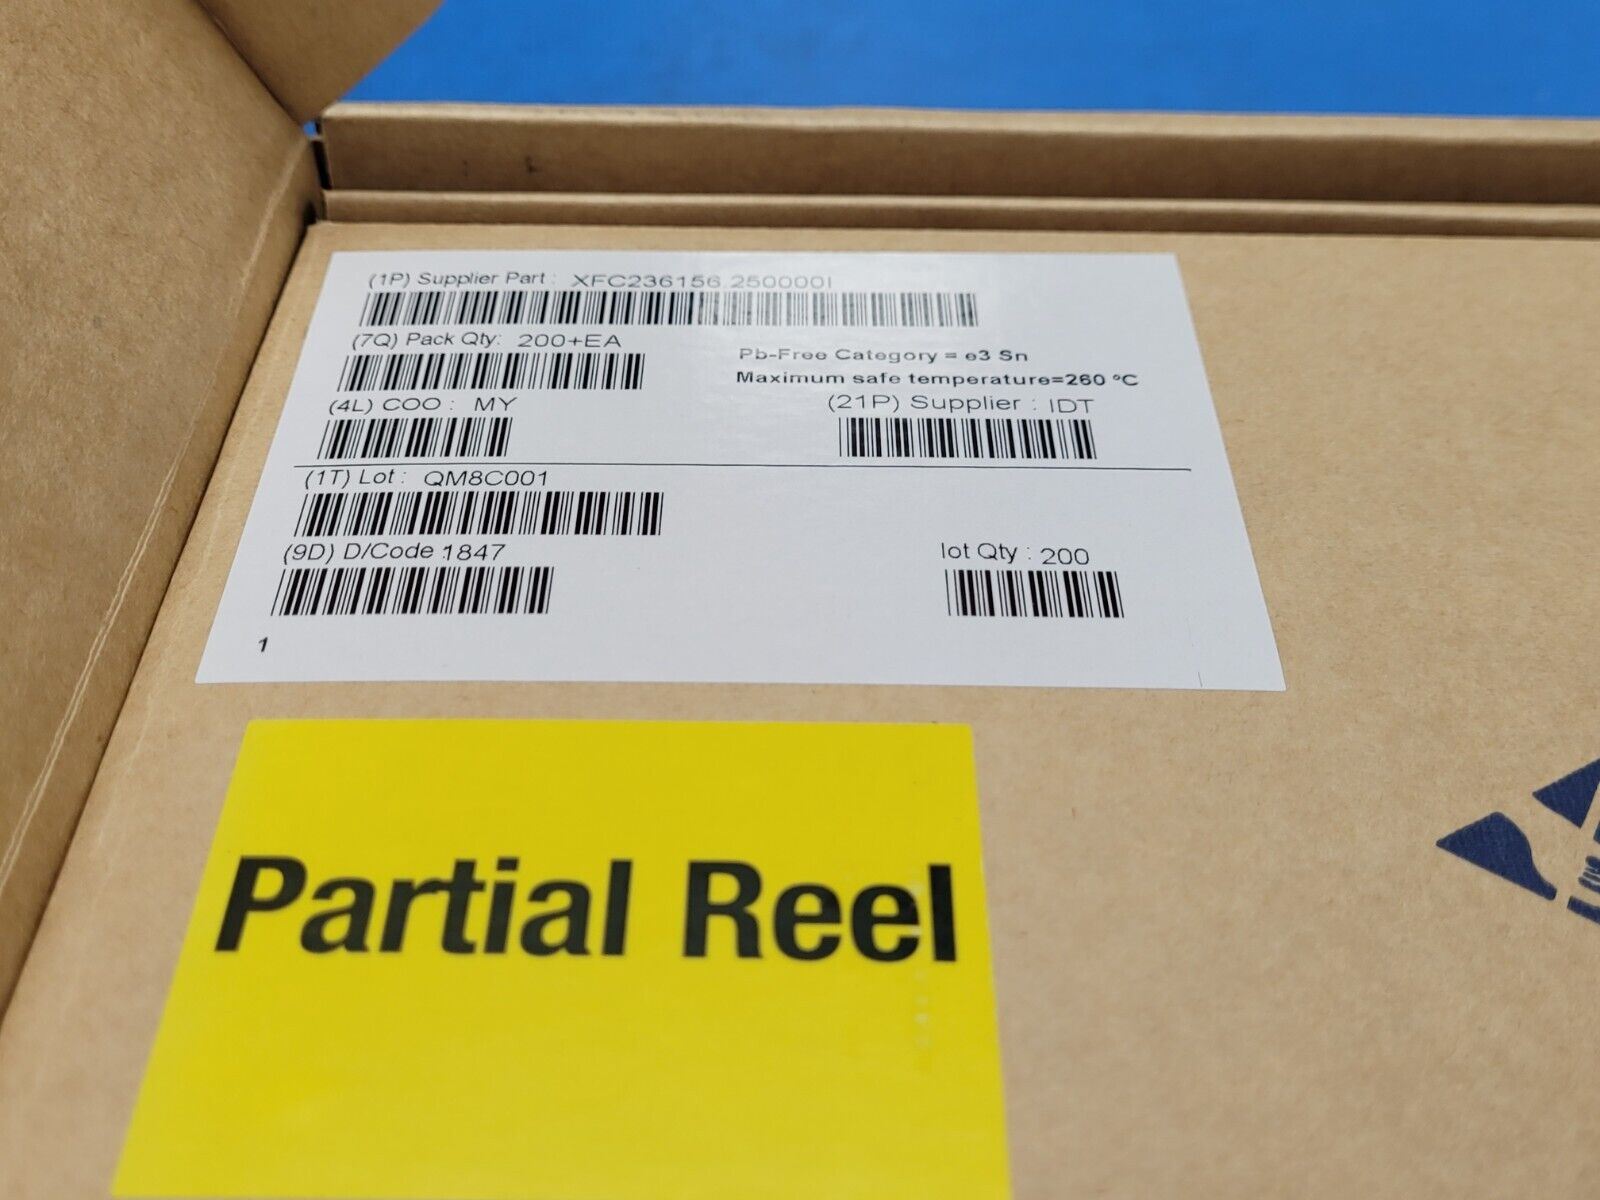 (1P) Supplier Part : XFC236156.250000I
(7Q) Pack Qty: 200+EA
Pb-Free Category = e3 Sn
Maximum safe temperature=260 °C
(4L) COO : MY
(21P) Supplier : IDT
(1T) Lot : QM8C001
(9D) D/Code :1847
lot Qty : 200
1
Partial Reel